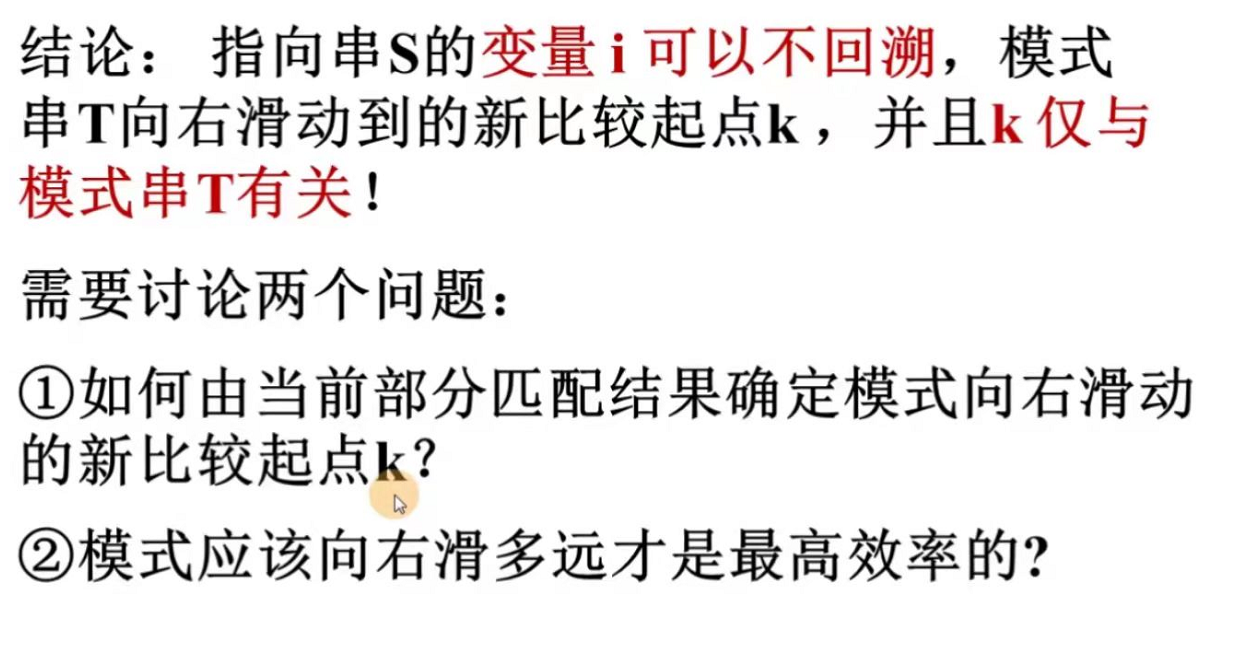 结论： 指向串S的变量 i 可以不回溯，模式
串T向右滑动到的新比较起点k ，并且k 仅与
模式串T有关！
需要讨论两个问题：
①如何由当前部分匹配结果确定模式向右滑动
的新比较起点k？
②模式应该向右滑多远才是最高效率的?